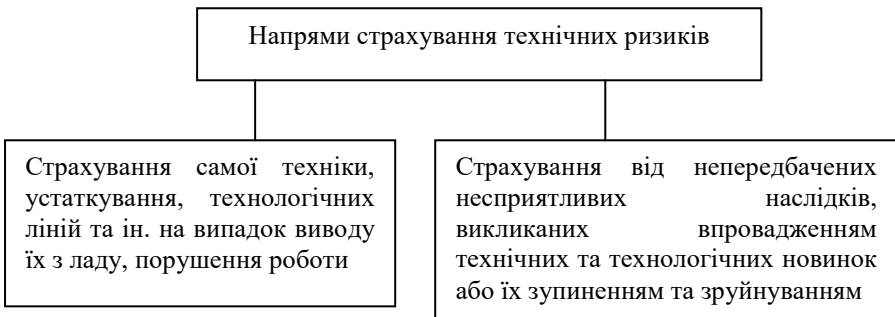 Напрями страхування технічних ризиків
Страхування самої техніки,
устаткування, технологічних
ліній та ін. на випадок виводу
їх з ладу, порушення роботи
Страхування від непередбачених
несприятливих наслідків,
викликаних впровадженням
технічних та технологічних новинок
або їх зупиненням та зруйнуванням